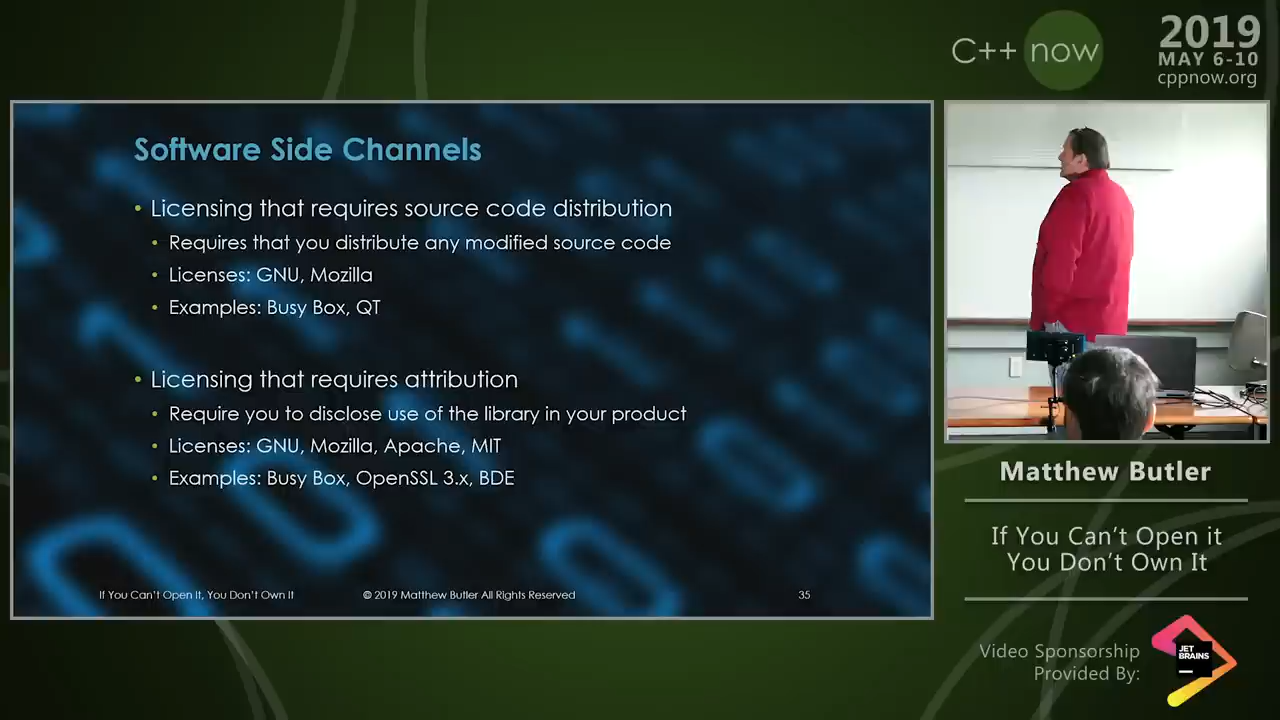 C++ now
2019
MAY 6-10
cppnow.org
Software Side Channels
• Licensing that requires source code distribution
• Requires that you distribute any modified source code
• Licenses: GNU, Mozilla
• Examples: Busy Box, QT
• Licensing that requires attribution
• Require you to disclose use of the library in your product
• Licenses: GNU, Mozilla, Apache, MIT
• Examples: Busy Box, OpenSSL 3.x, BDE
If You Can't Open It, You Don't Own It
© 2019 Matthew Butler All Rights Reserved
35
Matthew Butler
If You Can't Open it
You Don't Own It
Video Sponsorship
Provided By:
JET
BRAINS